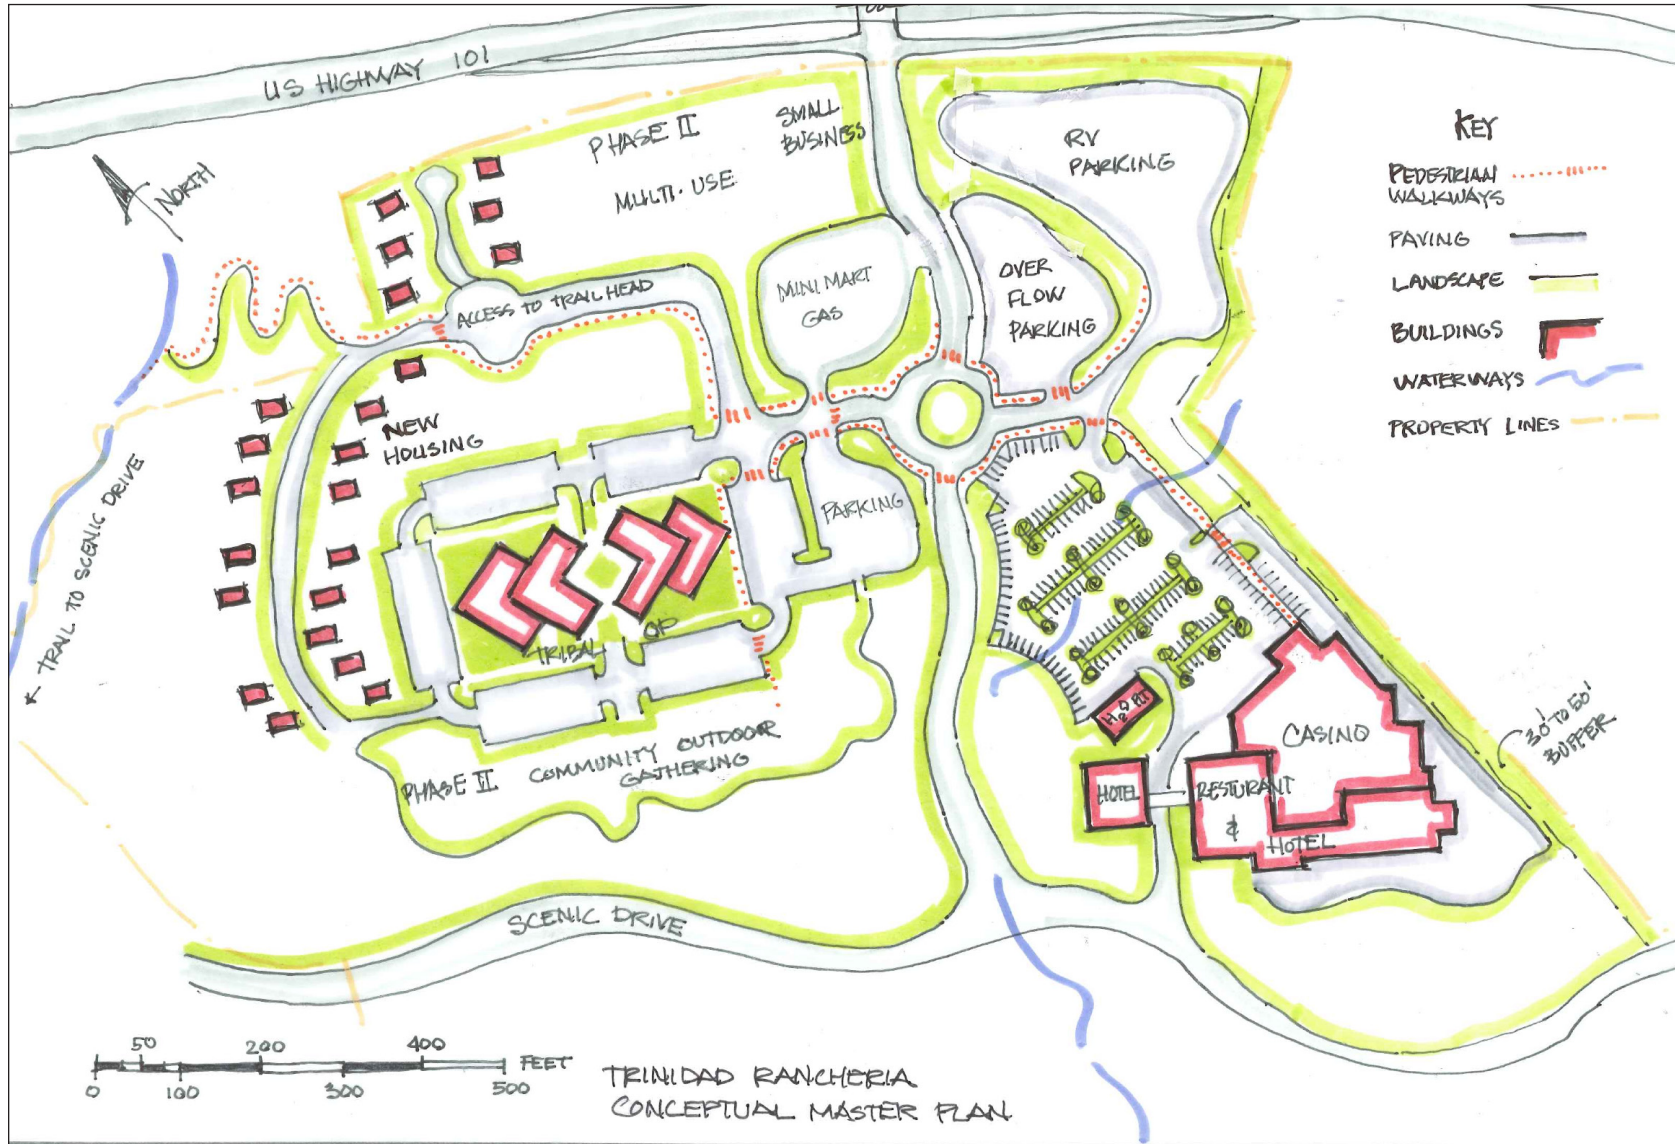 US HIGHWAY 101
NORTH
PHASE II
MULTI-USE
SMALL
BUSINESS
RV
PARKING
KEY
PEDESTRIAN
WALKWAYS
PAVING
LANDSCAPE
BUILDINGS
WATERWAYS
PROPERTY LINES
ACCESS TO TRAIL HEAD
MINI MART
GAS
OVER
FLOW
PARKING
NEW
HOUSING
TRAIL TO SCENIC DRIVE
PARKING
TRIBAL
H2O
CASINO
30' TO 50'
BUFFER
HOTEL
RESTURANT
&
HOTEL
PHASE II
COMMUNITY OUTDOOR
GATHERING
SCENIC DRIVE
50 200 400
FEET
0 100 300 500
TRINIDAD RANCHERIA
CONCEPTUAL MASTER PLAN